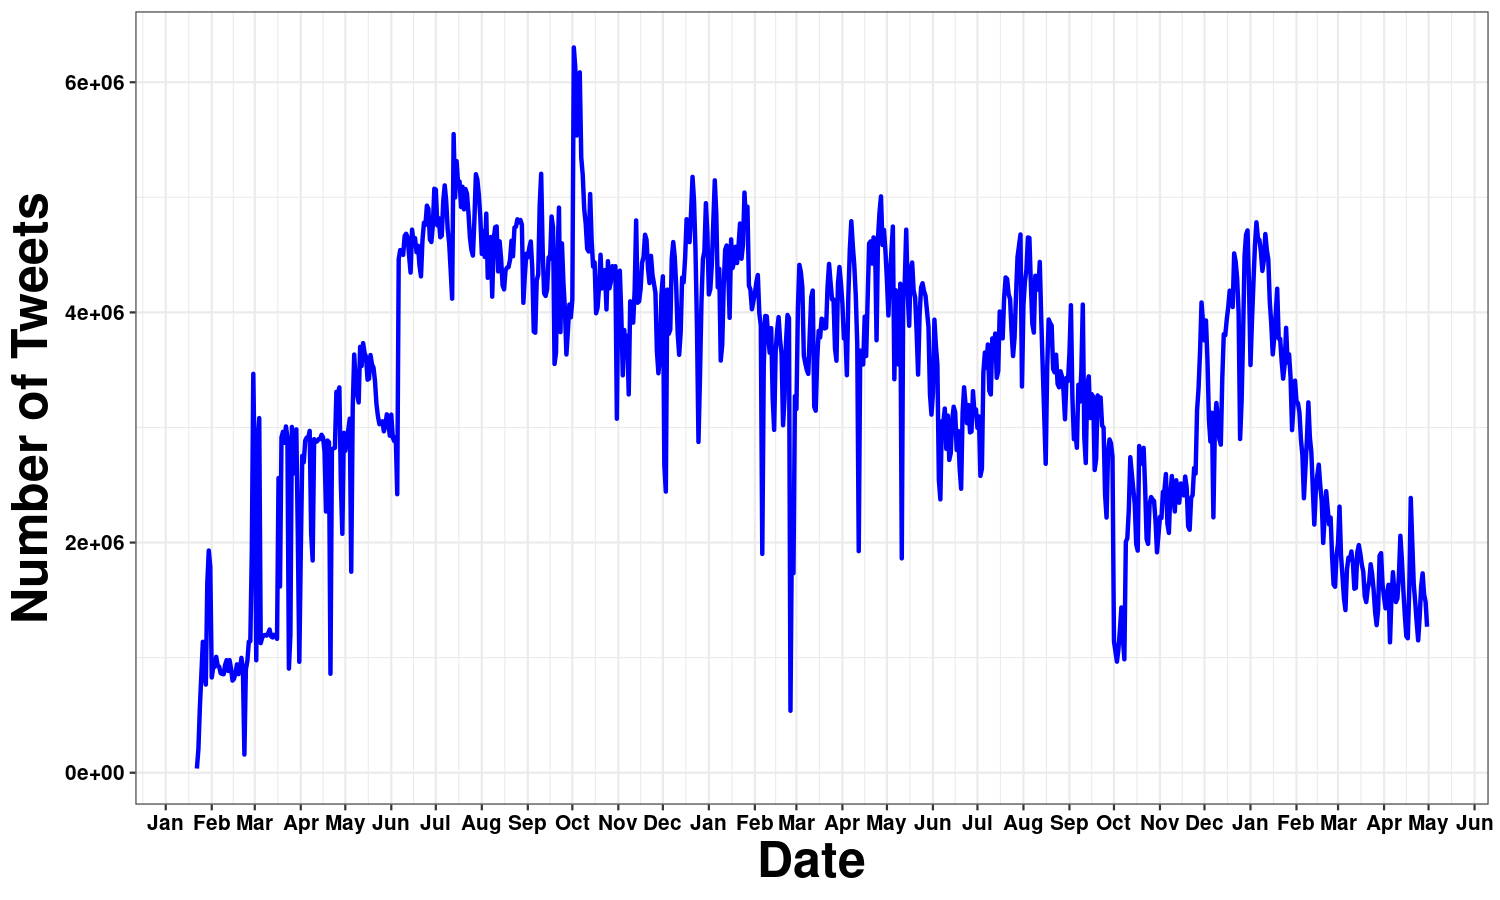 Number of Tweets
6e+06
4e+06
2e+06
0e+00
Jan Feb Mar Apr May Jun Jul Aug Sep Oct Nov Dec Jan Feb Mar Apr May Jun Jul Aug Sep Oct Nov Dec Jan Feb Mar Apr May Jun
Date